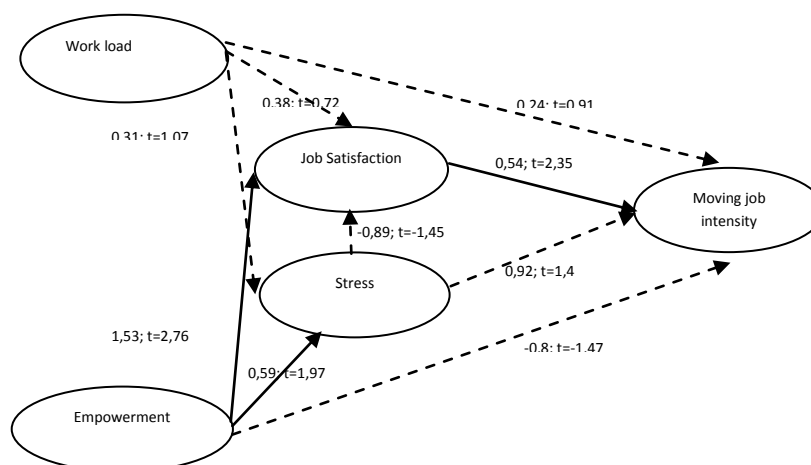 Work load
0,24; t=0,91
0,38; t=0,72
0,31; t=1,07
Job Satisfaction
0,54; t=2,35
Moving job
intensity
-0,89; t=-1,45
Stress
0,92; t=1,4
1,53; t=2,76
-0,8; t=-1,47
0,59; t=1,97
Empowerment